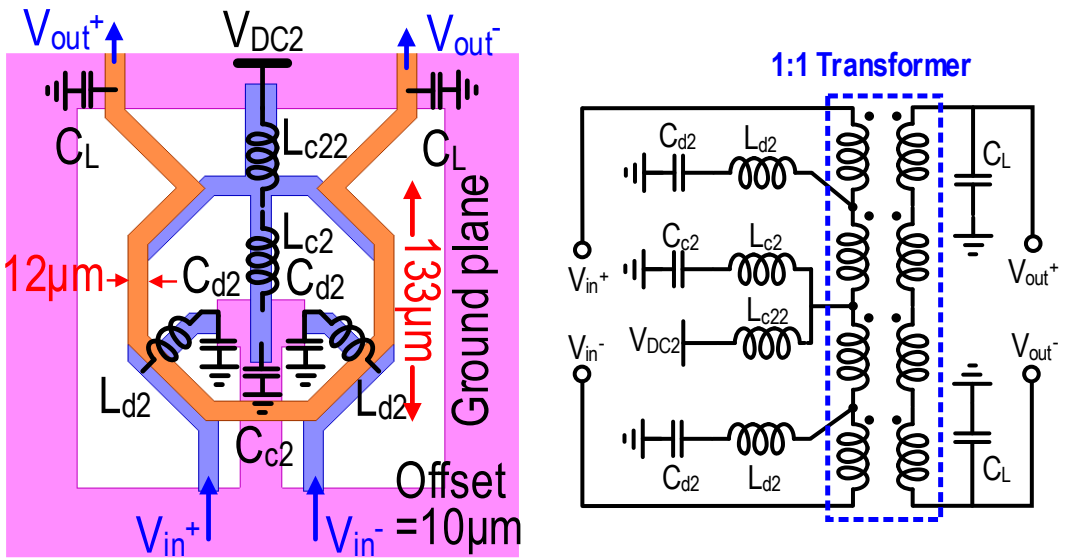 Vout+
VDC2
Vout-
CL
Lc22
CL
Lc2
12µm
Cd2
Cd2
133µm
Ground plane
Ld2
Ld2
Cc2
Offset
=10µm
Vin+
Vin-
1:1 Transformer
Cd2
Ld2
CL
Cc2
Lc2
Vin+
Vout+
Lc22
VDC2
Vin-
Vout-
Cd2
Ld2
CL